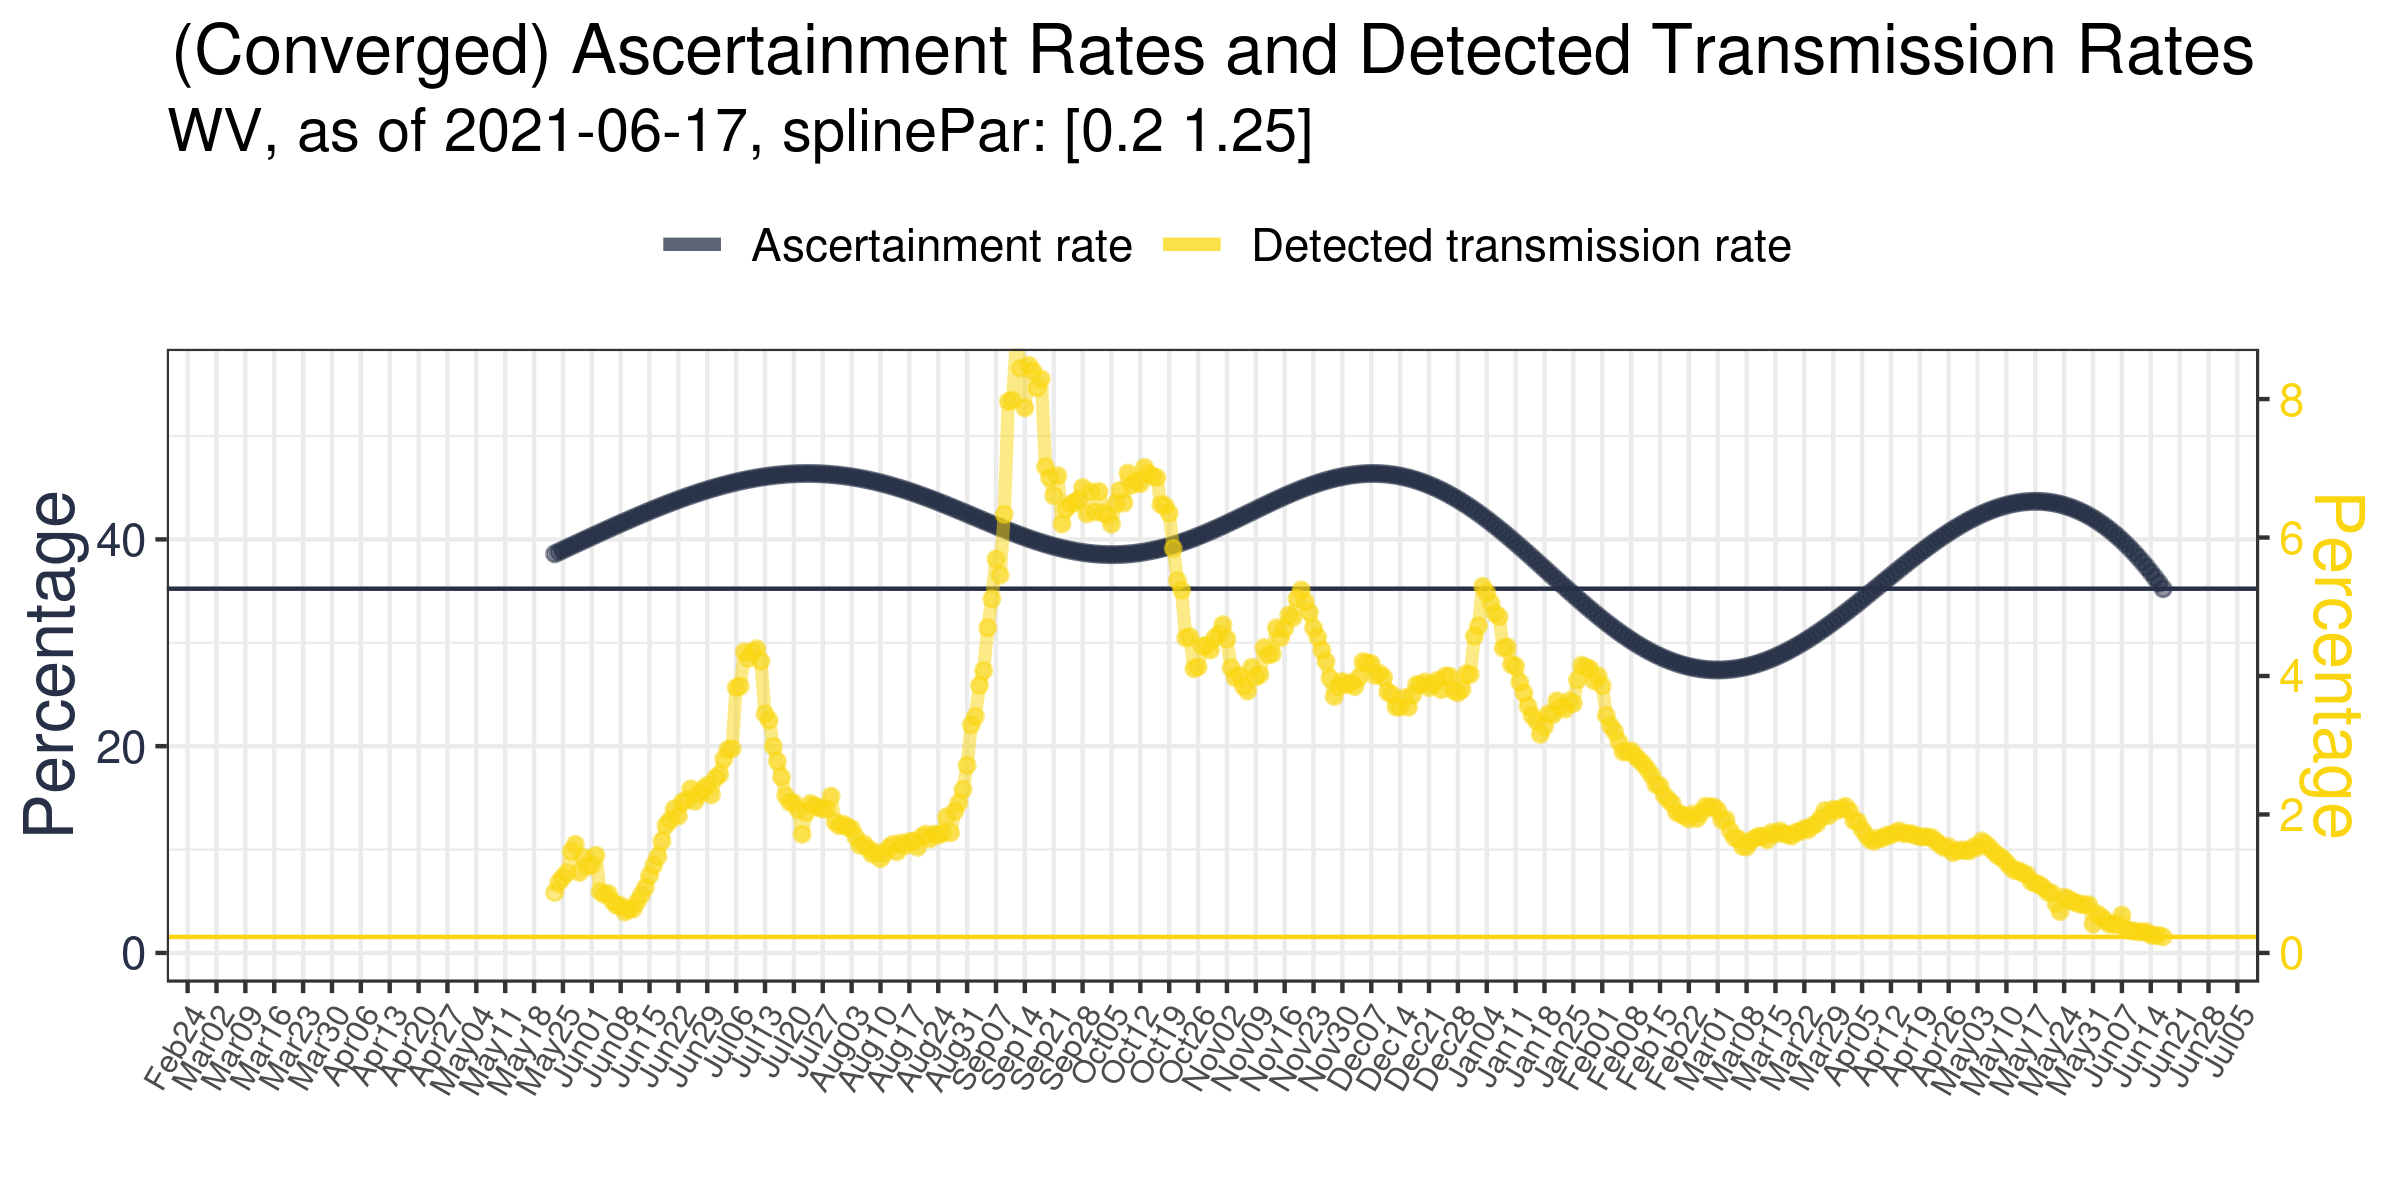 (Converged) Ascertainment Rates and Detected Transmission Rates
WV, as of 2021-06-17, splinePar: [0.2 1.25]
Ascertainment rate Detected transmission rate
Percentage
40
20
0
8
6
4
2
0
Percentage
Feb24 Mar02 Mar09 Mar16 Mar23 Mar30 Apr06 Apr13 Apr20 Apr27 May04 May11 May18 May25 Jun01 Jun08 Jun15 Jun22 Jun29 Jul06 Jul13 Jul20 Jul27 Aug03 Aug10 Aug17 Aug24 Aug31 Sep07 Sep14 Sep21 Sep28 Oct05 Oct12 Oct19 Oct26 Nov02 Nov09 Nov16 Nov23 Nov30 Dec07 Dec14 Dec21 Dec28 Jan04 Jan11 Jan18 Jan25 Feb01 Feb08 Feb15 Feb22 Mar01 Mar08 Mar15 Mar22 Mar29 Apr05 Apr12 Apr19 Apr26 May03 May10 May17 May24 May31 Jun07 Jun14 Jun21 Jun28 Jul05